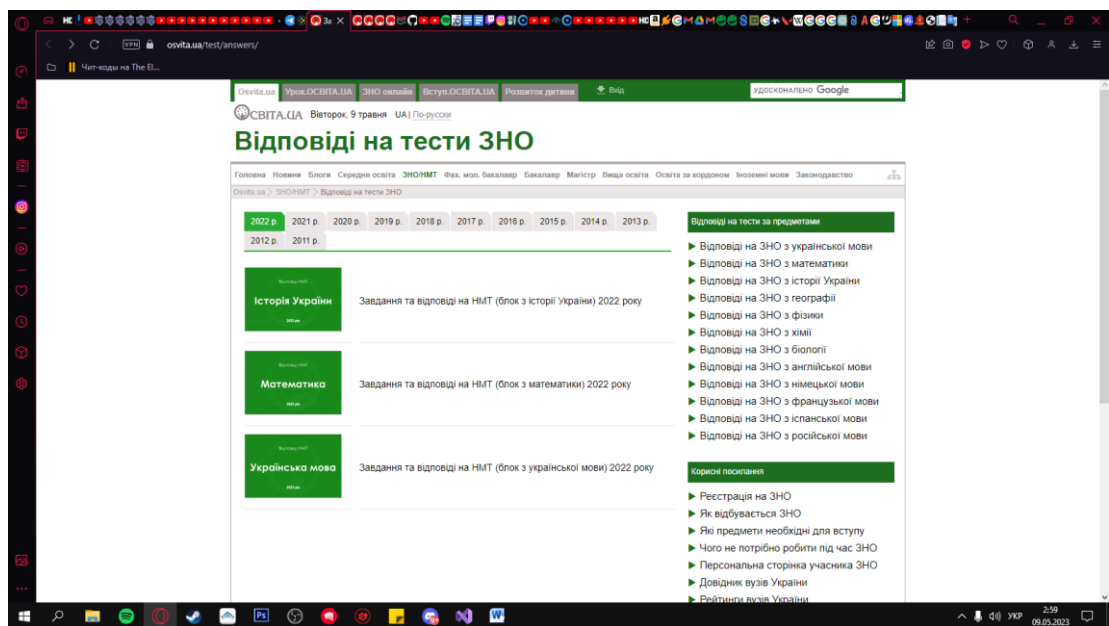 osvita.ua/test/answers/
VPN
Чит-коды на The El...
Osvita.ua Урок.ОСВІТА.UA ЗНО онлайн Вступ.ОСВІТА.UA Розвиток дитини Вхід
УДОСКОНАЛЕНО Google
ОСВІТА.UA Вівторок, 9 травня UA | По-русски
Відповіді на тести ЗНО
Головна Новини Блоги Середня освіта ЗНО/НМТ Фах. мол. бакалавр Бакалавр Магістр Вища освіта Освіта за кордоном Іноземні мови Законодавство
Osvita.ua > ЗНО/НМТ > Відповіді на тести ЗНО
2022 р. 2021 р. 2020 р. 2019 р. 2018 р. 2017 р. 2016 р. 2015 р. 2014 р. 2013 р.
2012 р. 2011 р.
Історія України
Завдання та відповіді на НМТ (блок з історії України) 2022 року
Математика
Завдання та відповіді на НМТ (блок з математики) 2022 року
Українська мова
Завдання та відповіді на НМТ (блок з української мови) 2022 року
Відповіді на тести за предметами
Відповіді на ЗНО з української мови
Відповіді на ЗНО з математики
Відповіді на ЗНО з історії України
Відповіді на ЗНО з географії
Відповіді на ЗНО з фізики
Відповіді на ЗНО з хімії
Відповіді на ЗНО з біології
Відповіді на ЗНО з англійської мови
Відповіді на ЗНО з німецької мови
Відповіді на ЗНО з французької мови
Відповіді на ЗНО з іспанської мови
Відповіді на ЗНО з російської мови
Корисні посилання
Реєстрація на ЗНО
Як відбувається ЗНО
Які предмети необхідні для вступу
Чого не потрібно робити під час ЗНО
Персональна сторінка учасника ЗНО
Довідник вузів України
Рейтинги вузів України
УКР
2:59
09.05.2023